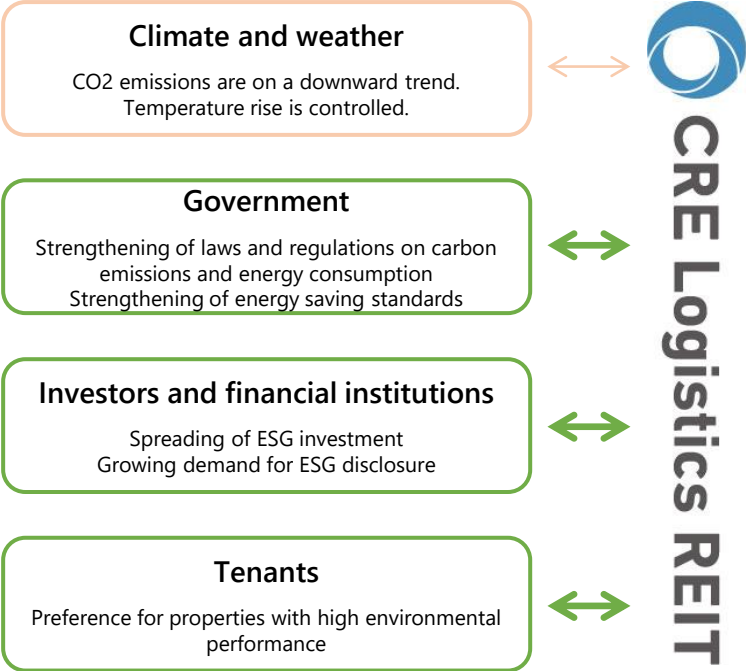 Climate and weather
CO2 emissions are on a downward trend.
Temperature rise is controlled.
Government
Strengthening of laws and regulations on carbon
emissions and energy consumption
Strengthening of energy saving standards
Investors and financial institutions
Spreading of ESG investment
Growing demand for ESG disclosure
Tenants
Preference for properties with high environmental
performance
CRE Logistics REIT